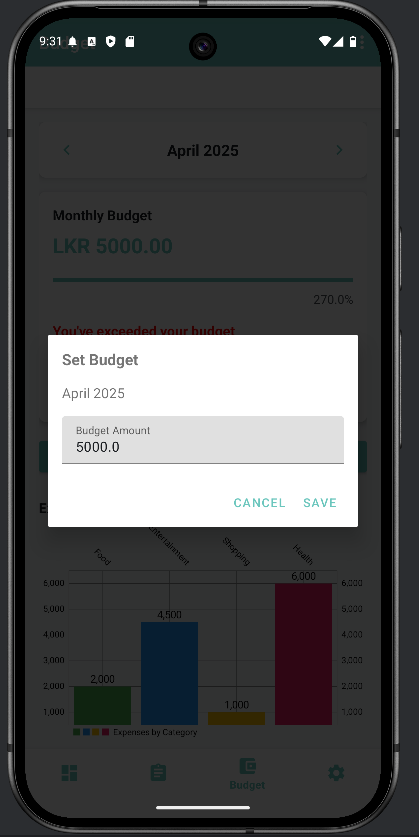 9:31
Budget
April 2025
Monthly Budget
LKR 5000.00
270.0%
You've exceeded your budget
Set Budget
April 2025
Budget Amount
5000.0
CANCEL SAVE
Food Entertainment Shopping Health
6,000 6,000 6,000
5,000 5,000
4,500
4,000 4,000
3,000 3,000
2,000 2,000 2,000
1,000 1,000 1,000
Expenses by Category
Budget